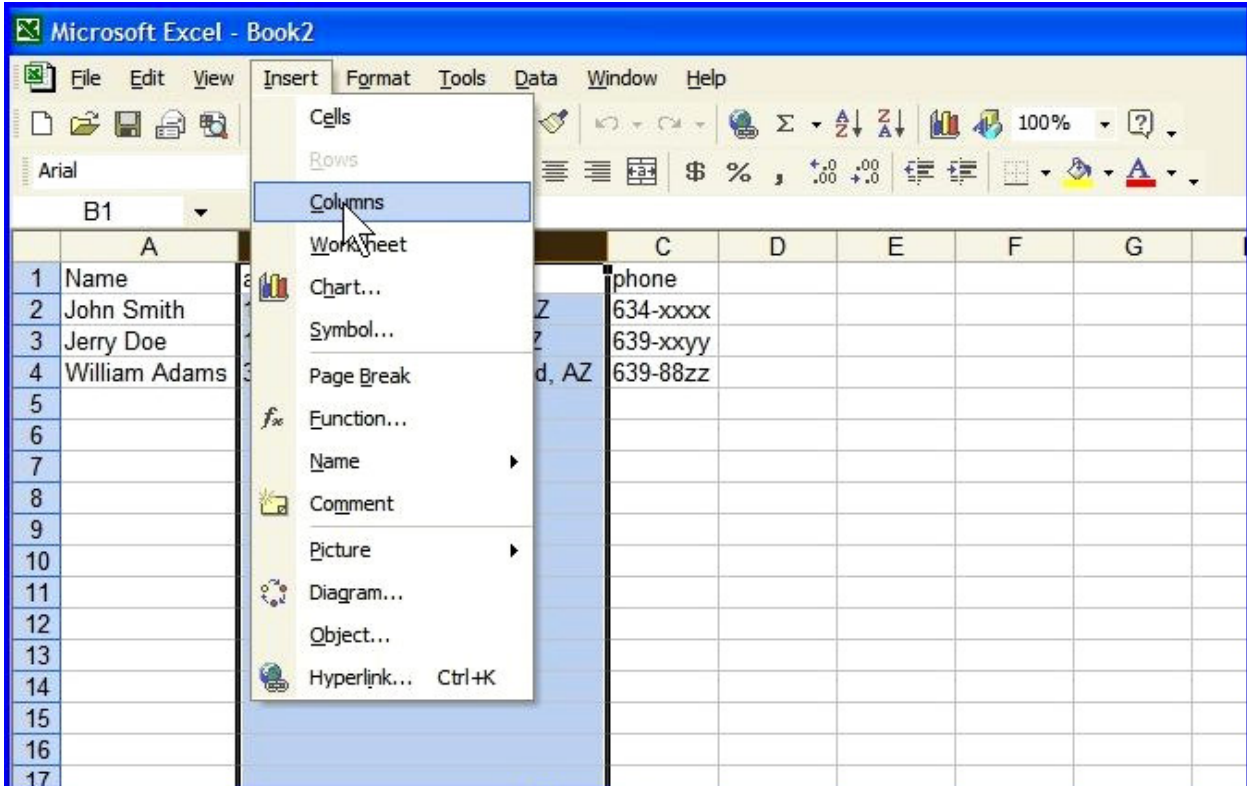 Microsoft Excel - Book2
File Edit View Insert Format Tools Data Window Help
100%
Arial
$ % ,
B1
Cells
Rows
Columns
Worksheet
Chart...
Symbol...
Page Break
Function...
Name
Comment
Picture
Diagram...
Object...
Hyperlink... Ctrl+K
A C D E F G
1 Name phone
2 John Smith AZ 634-xxxx
3 Jerry Doe 639-xxyy
4 William Adams d, AZ 639-88zz
5
6
7
8
9
10
11
12
13
14
15
16
17